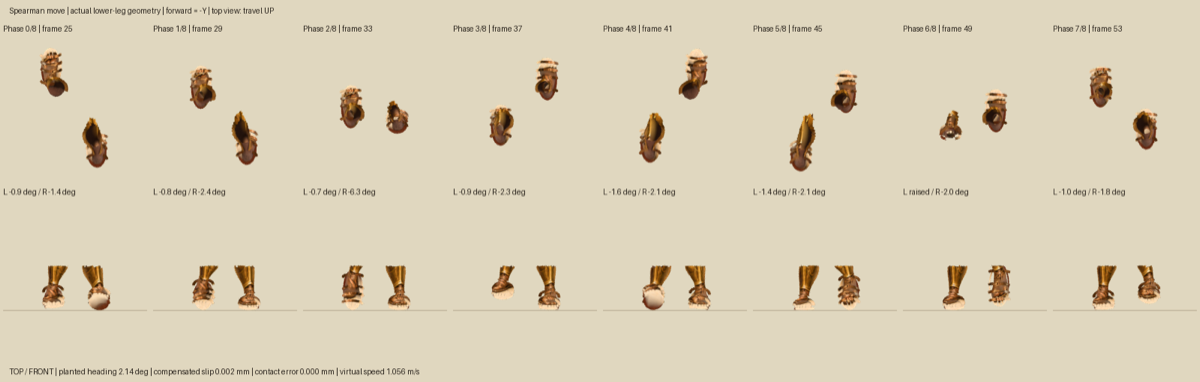 Spearman move | actual lower-leg geometry | forward = -Y | top view: travel UP
Phase 0/8 | frame 25
Phase 1/8 | frame 29
Phase 2/8 | frame 33
Phase 3/8 | frame 37
Phase 4/8 | frame 41
Phase 5/8 | frame 45
Phase 6/8 | frame 49
Phase 7/8 | frame 53
L -0.9 deg / R -1.4 deg
L -0.8 deg / R -2.4 deg
L -0.7 deg / R -6.3 deg
L -0.9 deg / R -2.3 deg
L -1.6 deg / R -2.1 deg
L -1.4 deg / R -2.1 deg
L raised / R -2.0 deg
L -1.0 deg / R -1.8 deg
TOP / FRONT | planted heading 2.14 deg | compensated slip 0.002 mm | contact error 0.000 mm | virtual speed 1.056 m/s